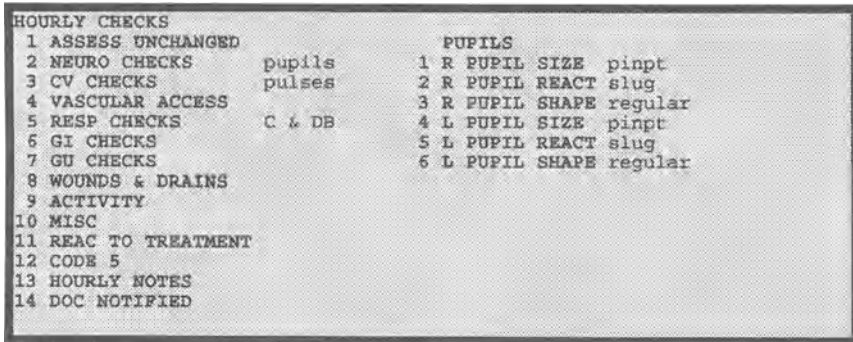 HOURLY CHECKS
1 ASSESS UNCHANGED PUPILS
2 NEURO CHECKS pupils 1 R PUPIL SIZE pinpt
3 CV CHECKS pulses 2 R PUPIL REACT slug
4 VASCULAR ACCESS 3 R PUPIL SHAPE regular
5 RESP CHECKS C & DB 4 L PUPIL SIZE pinpt
6 GI CHECKS 5 L PUPIL REACT slug
7 GU CHECKS 6 L PUPIL SHAPE regular
8 WOUNDS & DRAINS
9 ACTIVITY
10 MISC
11 REAC TO TREATMENT
12 CODE 5
13 HOURLY NOTES
14 DOC NOTIFIED